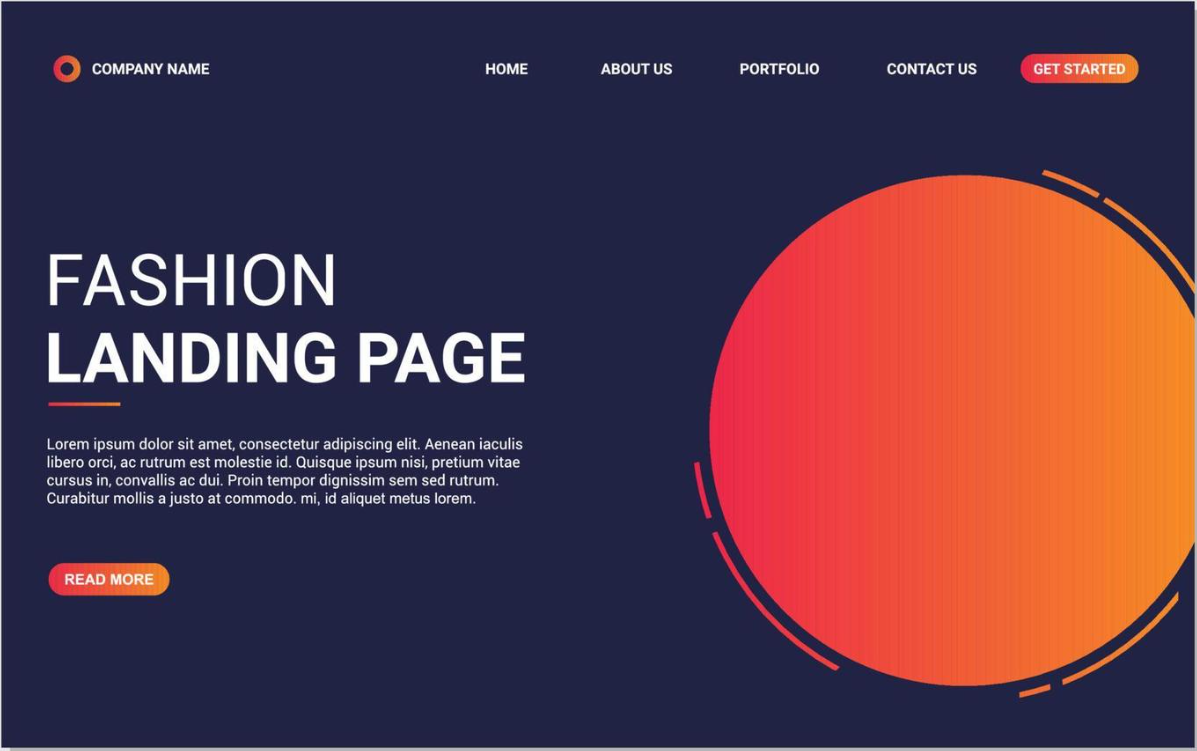 COMPANY NAME
HOME
ABOUT US
PORTFOLIO
CONTACT US
GET STARTED
FASHION
LANDING PAGE
Lorem ipsum dolor sit amet, consectetur adipiscing elit. Aenean iaculis
libero orci, ac rutrum est molestie id. Quisque ipsum nisi, pretium vitae
cursus in, convallis ac dui. Proin tempor dignissim sem sed rutrum.
Curabitur mollis a justo at commodo. mi, id aliquet metus lorem.
READ MORE